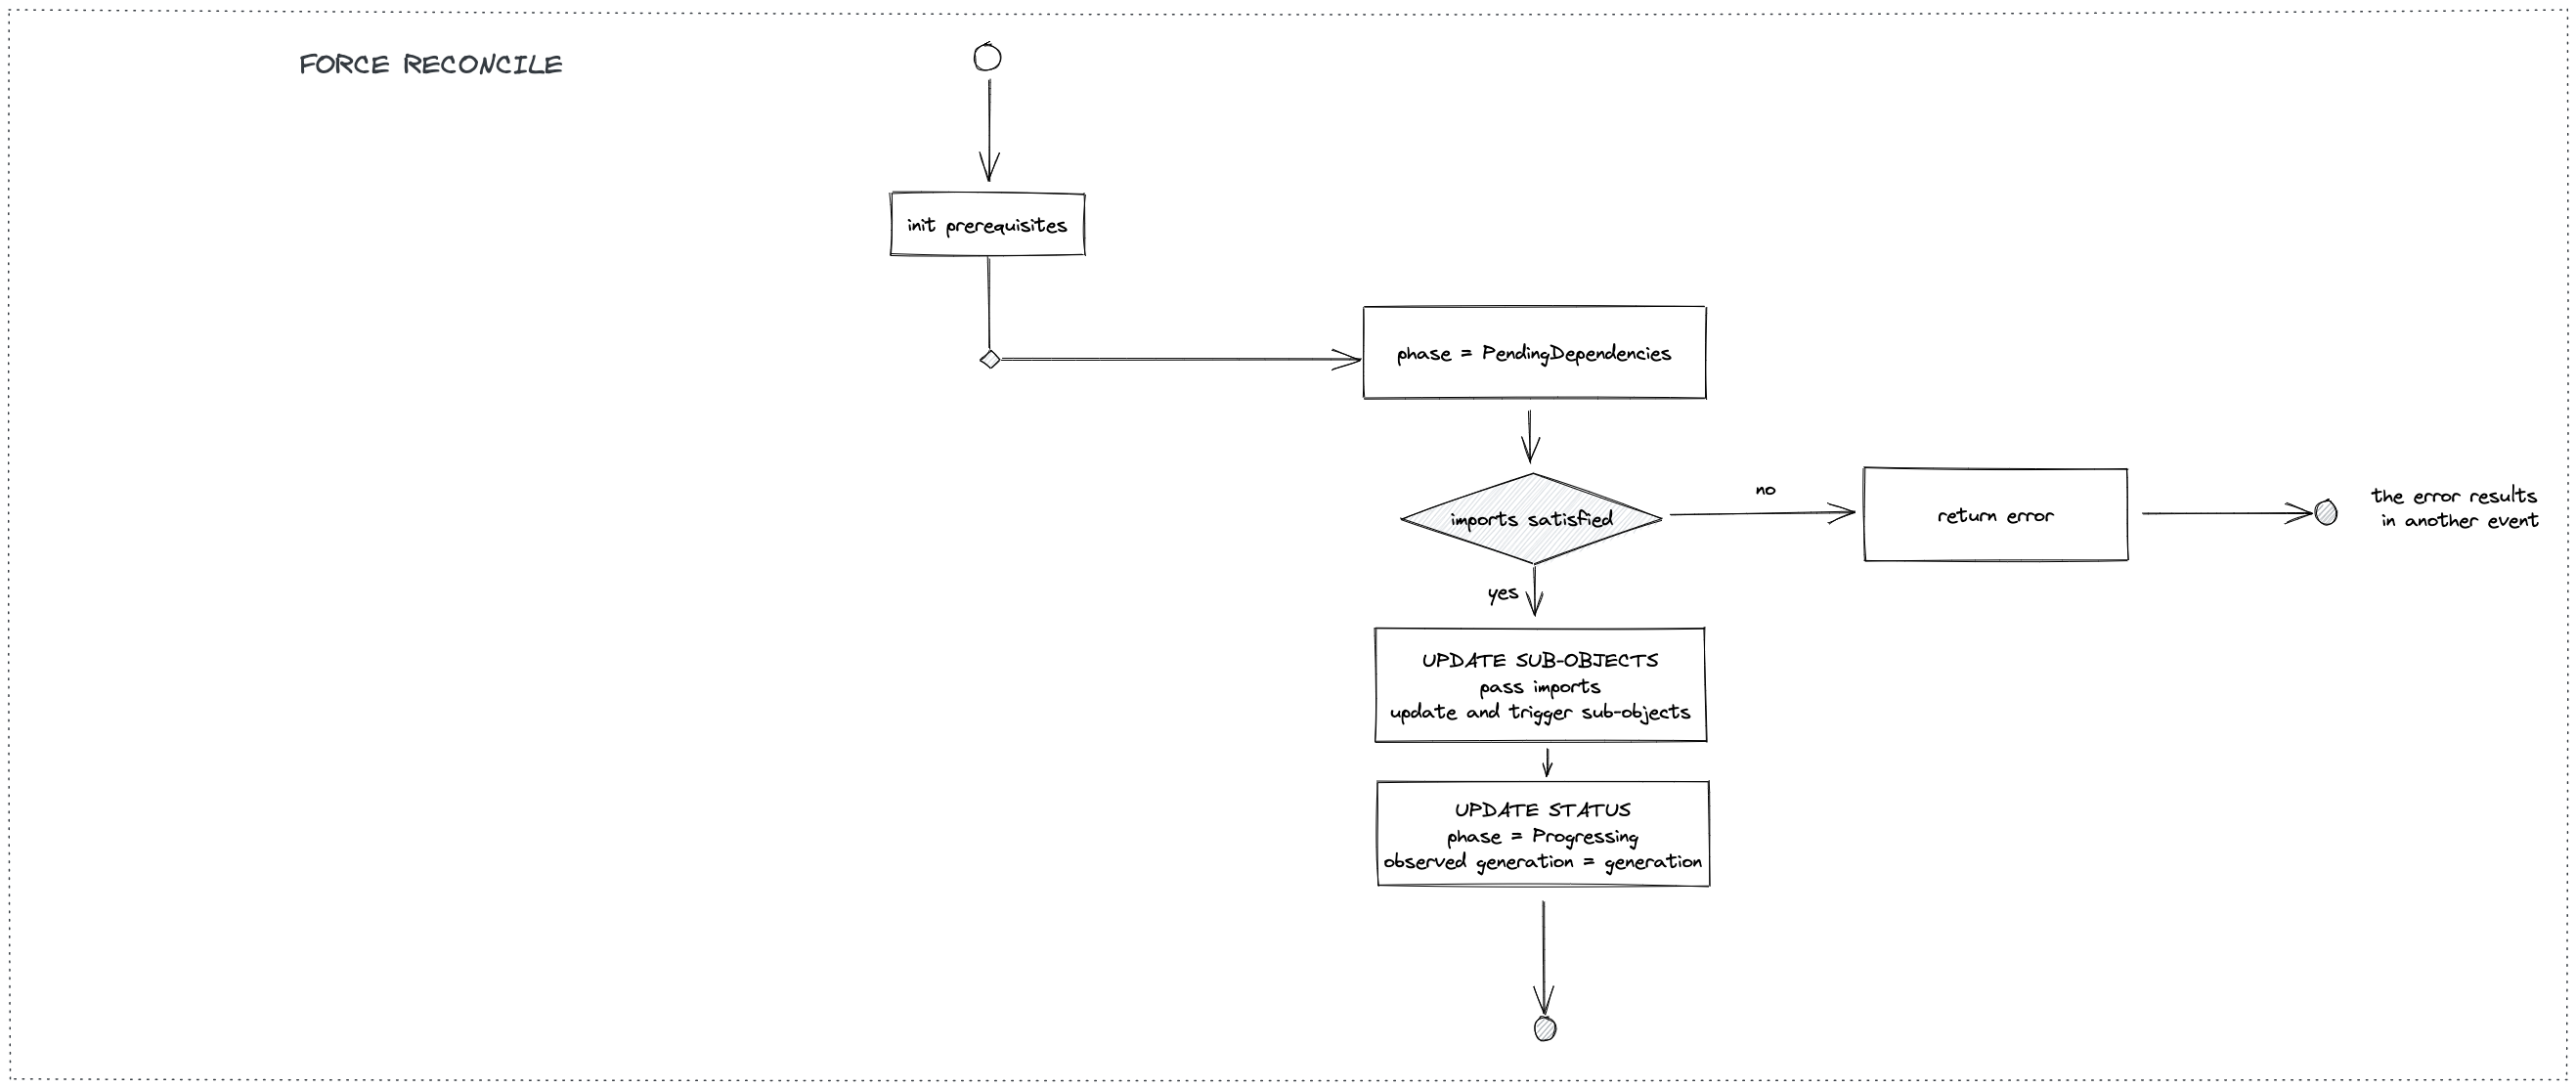 FORCE RECONCILE
init prerequisites
phase = PendingDependencies
imports satisfied
no
return error
the error results
in another event
yes
UPDATE SUB-OBJECTS
pass imports
update and trigger sub-objects
UPDATE STATUS
phase = Progressing
observed generation = generation